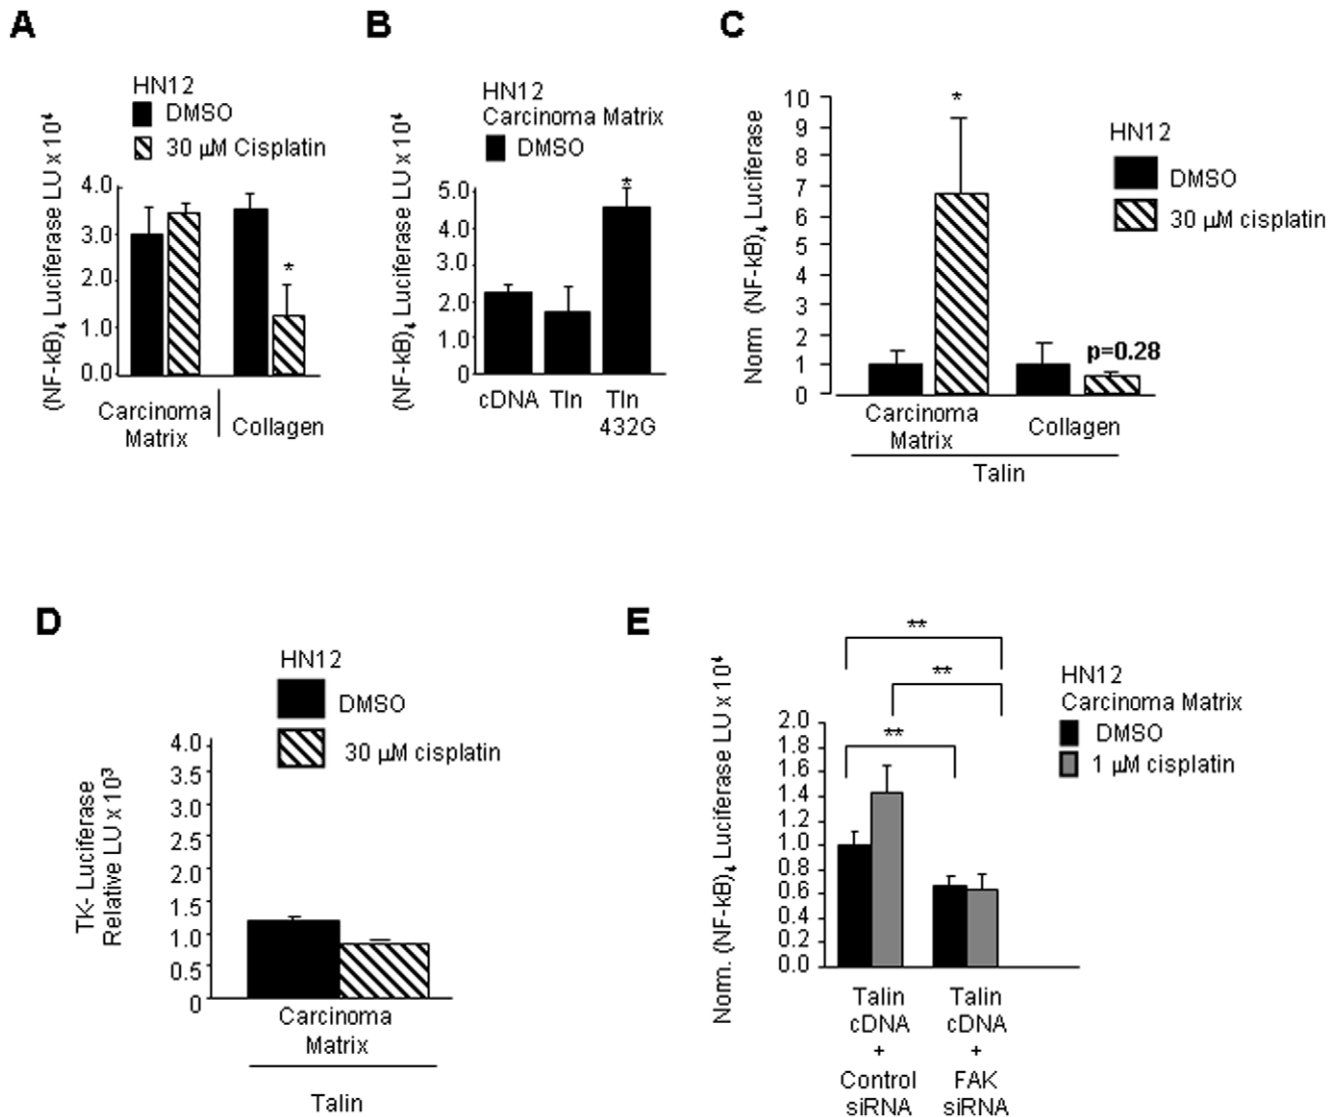 A
HN12
DMSO
30 µM Cisplatin
(NF-kB)₄ Luciferase LU x 10⁴
4.0
3.0
2.0
1.0
0.0
*
Carcinoma
Matrix
Collagen
B
HN12
Carcinoma Matrix
DMSO
(NF-kB)₄ Luciferase LU x 10⁴
5.0
4.0
3.0
2.0
1.0
0
*
cDNA
Tln
Tln
432G
C
HN12
DMSO
30 µM cisplatin
Norm (NF-kB)₄ Luciferase
10
9
8
7
6
5
4
3
2
1
0
*
p=0.28
Carcinoma
Matrix
Collagen
Talin
D
HN12
DMSO
30 µM cisplatin
TK- Luciferase
Relative LU x 10³
4.0
3.5
3.0
2.5
2.0
1.5
1.0
0.5
0
Carcinoma
Matrix
Talin
E
HN12
Carcinoma Matrix
DMSO
1 µM cisplatin
Norm. (NF-kB)₄ Luciferase LU x 10⁴
**
**
**
2.0
1.8
1.6
1.4
1.2
1.0
0.8
0.6
0.4
0.2
0.0
Talin
cDNA
+
Control
siRNA
Talin
cDNA
+
FAK
siRNA